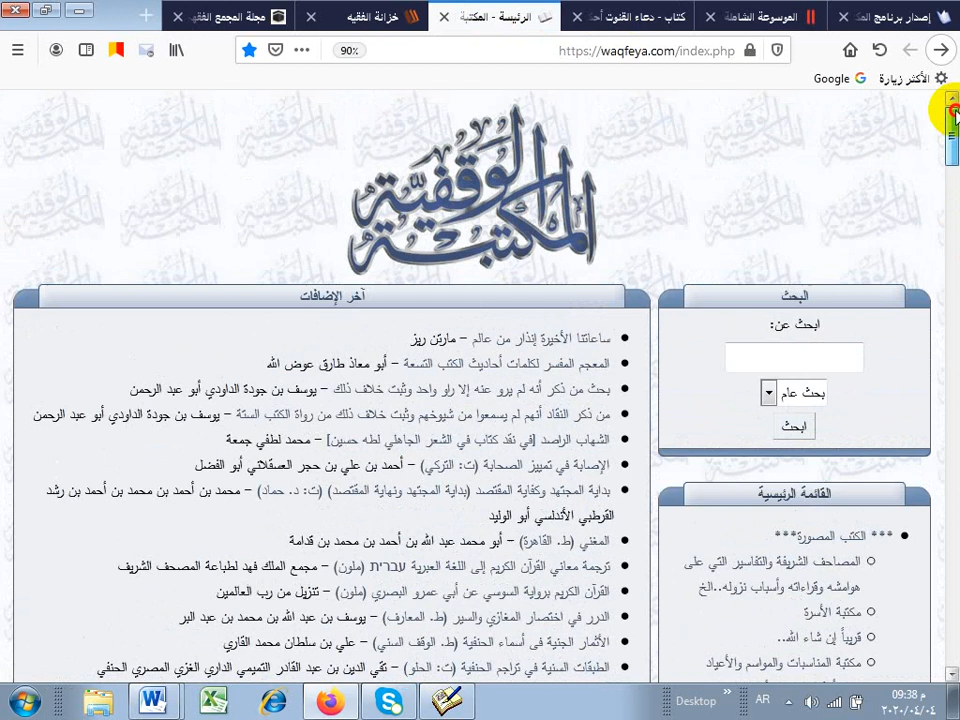 إصدار برنامج الم
الموسوعة الشاملة
كتاب - دعاء القنوت أحك
الرئيسة - المكتبة
خزانة الفقيه
مجلة المجمع الفقه
https://waqfeya.com/index.php
90%
الأكثر زيارة
Google
المكتبة الوقفية
البحث
ابحث عن:
بحث عام
ابحث
القائمة الرئيسية
*** الكتب المصورة***
المصاحف الشريفة والتفاسير التي على
هوامشه وقراءاته وأسباب نزوله..الخ
مكتبة الأسرة
قريباً إن شاء الله..
مكتبة المناسبات والمواسم والأعياد
آخر الإضافات
ساعاتنا الأخيرة إنذار من عالم – مارتن ريز
المعجم المفسر لكلمات أحاديث الكتب التسعة – أبو معاذ طارق عوض الله
بحث من ذكر أنه لم يرو عنه إلا راو واحد وثبت خلاف ذلك – يوسف بن جودة الداودي أبو عبد الرحمن
من ذكر النقاد أنهم لم يسمعوا من شيوخهم وثبت خلاف ذلك من رواة الكتب الستة – يوسف بن جودة الداودي أبو عبد الرحمن
الشهاب الراصد [في نقد كتاب في الشعر الجاهلي لطه حسين] – محمد لطفي جمعة
الإصابة في تمييز الصحابة (ت: التركي) – أحمد بن علي بن حجر العسقلاني أبو الفضل
بداية المجتهد وكفاية المقتصد (بداية المجتهد ونهاية المقتصد) (ت: د. حماد) – محمد بن أحمد بن محمد بن أحمد بن رشد
القرطبي الأندلسي أبو الوليد
المغني (ط. القاهرة) – أبو محمد عبد الله بن أحمد بن محمد بن قدامة
ترجمة معاني القرآن الكريم إلى اللغة العبرية עברית (ملون) – مجمع الملك فهد لطباعة المصحف الشريف
القرآن الكريم برواية السوسي عن أبي عمرو البصري (ملون) – تنزيل من رب العالمين
الدرر في اختصار المغازي والسير (ط. المعارف) – يوسف بن عبد الله بن محمد بن عبد البر
الأثمار الجنية فى أسماء الحنفية (ط. الوقف السني) – علي بن سلطان محمد القاري
الطبقات السنية في تراجم الحنفية (ت: الحلو) – تقي الدين بن عبد القادر التميمي الداري الغزي المصري الحنفي
Desktop
AR
09:38 م
٢٠٢٠/٠٤/٠٤